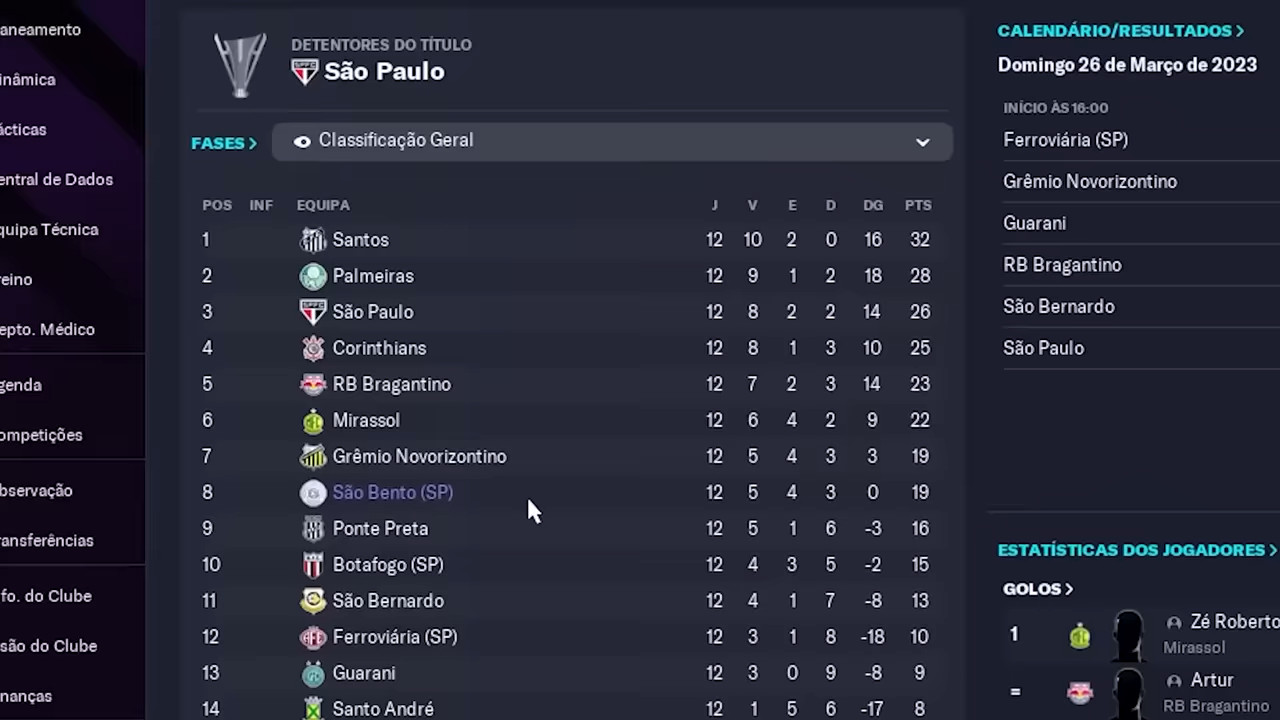 aneamento
inâmica
ácticas
entral de Dados
quipa Técnica
reino
epto. Médico
genda
ompetições
bservação
ransferências
fo. do Clube
são do Clube
nanças
DETENTORES DO TÍTULO
São Paulo
FASES
Classificação Geral
POS INF EQUIPA J V E D DG PTS
1 Santos 12 10 2 0 16 32
2 Palmeiras 12 9 1 2 18 28
3 São Paulo 12 8 2 2 14 26
4 Corinthians 12 8 1 3 10 25
5 RB Bragantino 12 7 2 3 14 23
6 Mirassol 12 6 4 2 9 22
7 Grêmio Novorizontino 12 5 4 3 3 19
8 São Bento (SP) 12 5 4 3 0 19
9 Ponte Preta 12 5 1 6 -3 16
10 Botafogo (SP) 12 4 3 5 -2 15
11 São Bernardo 12 4 1 7 -8 13
12 Ferroviária (SP) 12 3 1 8 -18 10
13 Guarani 12 3 0 9 -8 9
14 Santo André 12 1 5 6 -17 8
CALENDÁRIO/RESULTADOS
Domingo 26 de Março de 2023
INÍCIO ÀS 16:00
Ferroviária (SP)
Grêmio Novorizontino
Guarani
RB Bragantino
São Bernardo
São Paulo
ESTATÍSTICAS DOS JOGADORES
GOLOS
1 Zé Roberto
Mirassol
= Artur
RB Bragantino